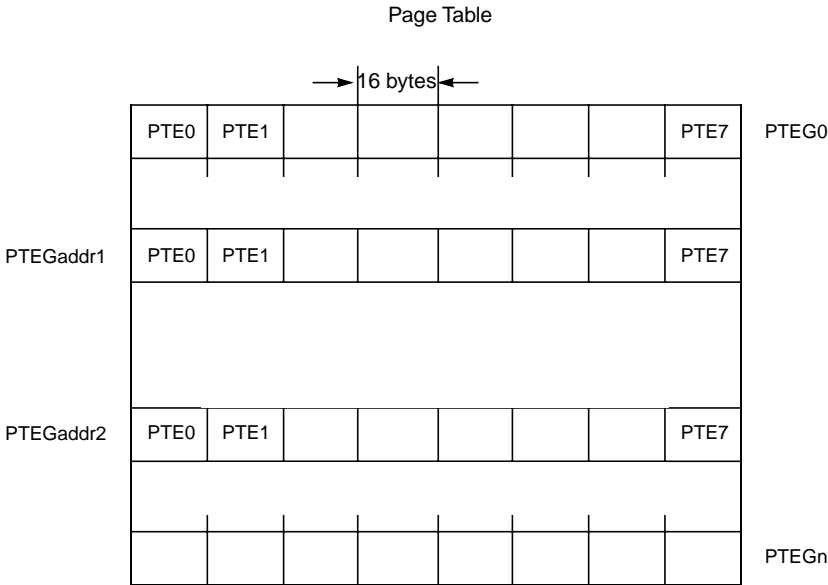 Page Table
16 bytes
PTE0 PTE1 PTE7 PTEG0
PTEGaddr1 PTE0 PTE1 PTE7
PTEGaddr2 PTE0 PTE1 PTE7
PTEGn